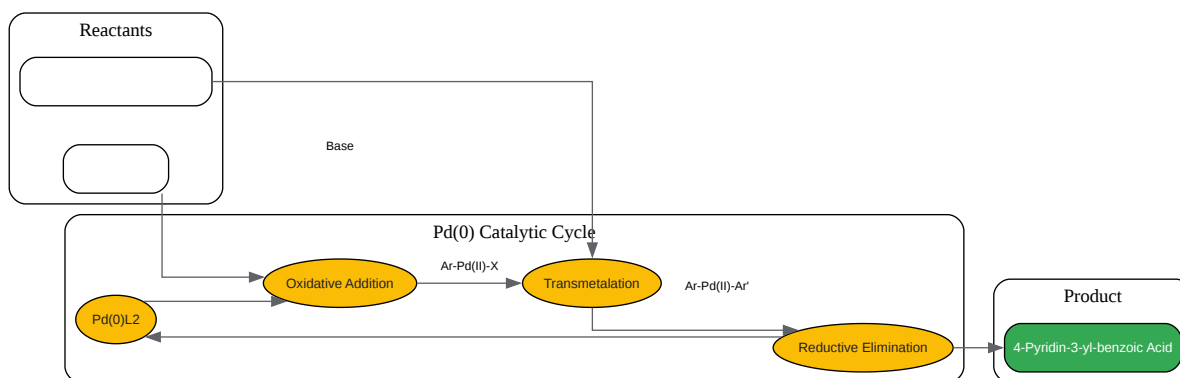 Reactants
Base
Pd(0) Catalytic Cycle
Ar-Pd(II)-X
Oxidative Addition
Transmetalation
Ar-Pd(II)-Ar'
Pd(0)L2
Reductive Elimination
Product
4-Pyridin-3-yl-benzoic Acid